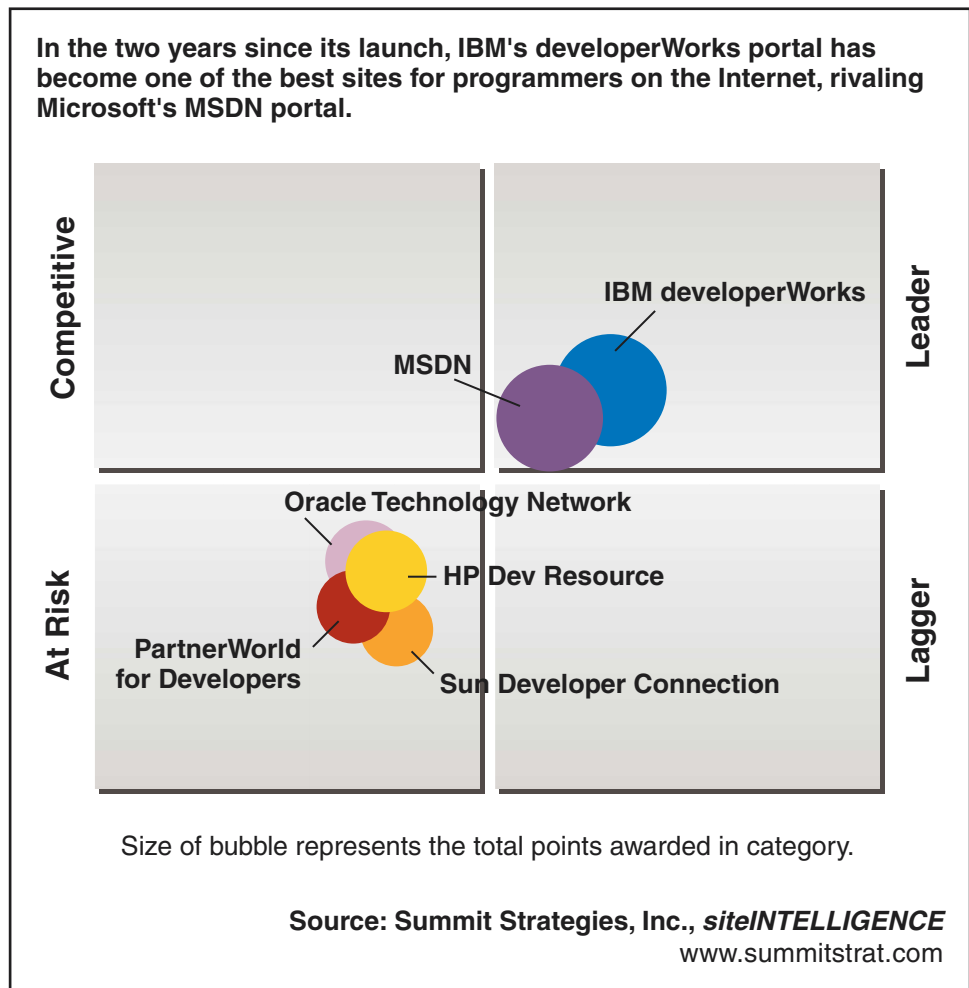 In the two years since its launch, IBM's developerWorks portal has
become one of the best sites for programmers on the Internet, rivaling
Microsoft's MSDN portal.
Competitive
Leader
IBM developerWorks
MSDN
At Risk
Lagger
Oracle Technology Network
HP Dev Resource
PartnerWorld
for Developers
Sun Developer Connection
Size of bubble represents the total points awarded in category.
Source: Summit Strategies, Inc., siteINTELLIGENCE
www.summitstrat.com